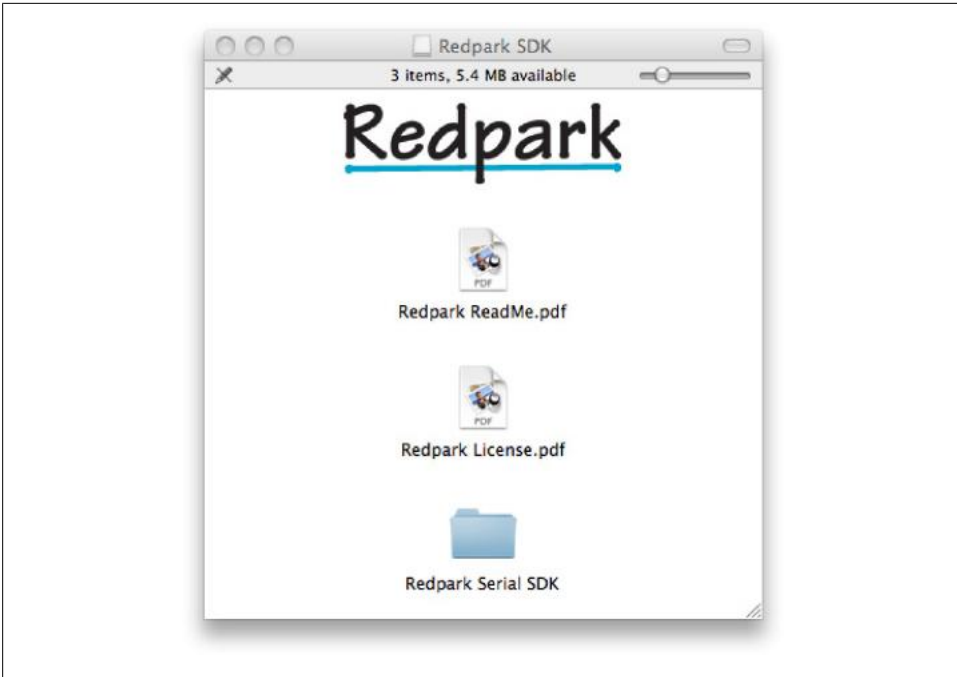 Redpark SDK
3 items, 5.4 MB available
Redpark
PDF
Redpark ReadMe.pdf
PDF
Redpark License.pdf
Redpark Serial SDK